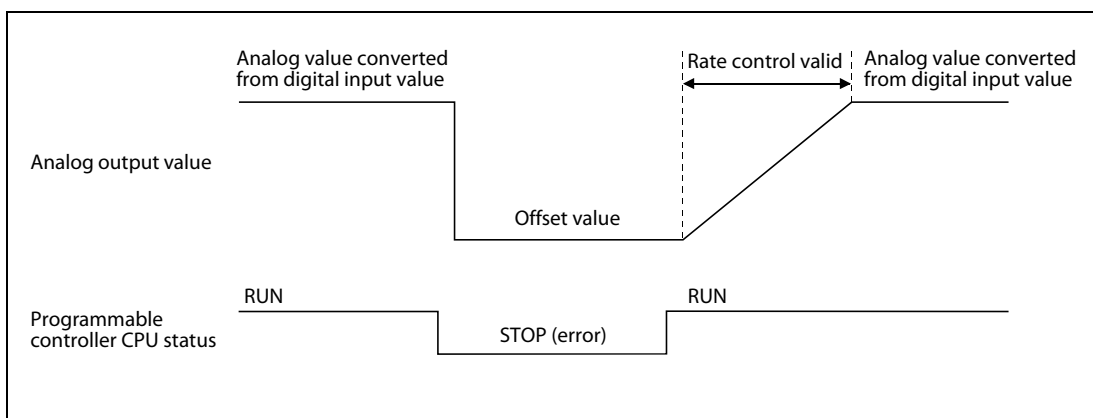 Analog value converted
from digital input value
Rate control valid
Analog value converted
from digital input value
Analog output value
Offset value
RUN
RUN
Programmable
controller CPU status
STOP (error)